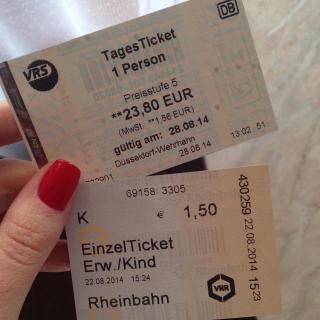 DB
VRS
TagesTicket
1 Person
Preisstufe 5
**23,80 EUR
(MwSt. **1,56 EUR)
gültig am: 28.08.14
Düsseldorf-Wehrhahn
28.08.14 13:02 51
69158 3305
K € 1,50
EinzelTicket
Erw./Kind
22.08.2014 15:24
Rheinbahn
VRR
430259 22.08.2014 1523